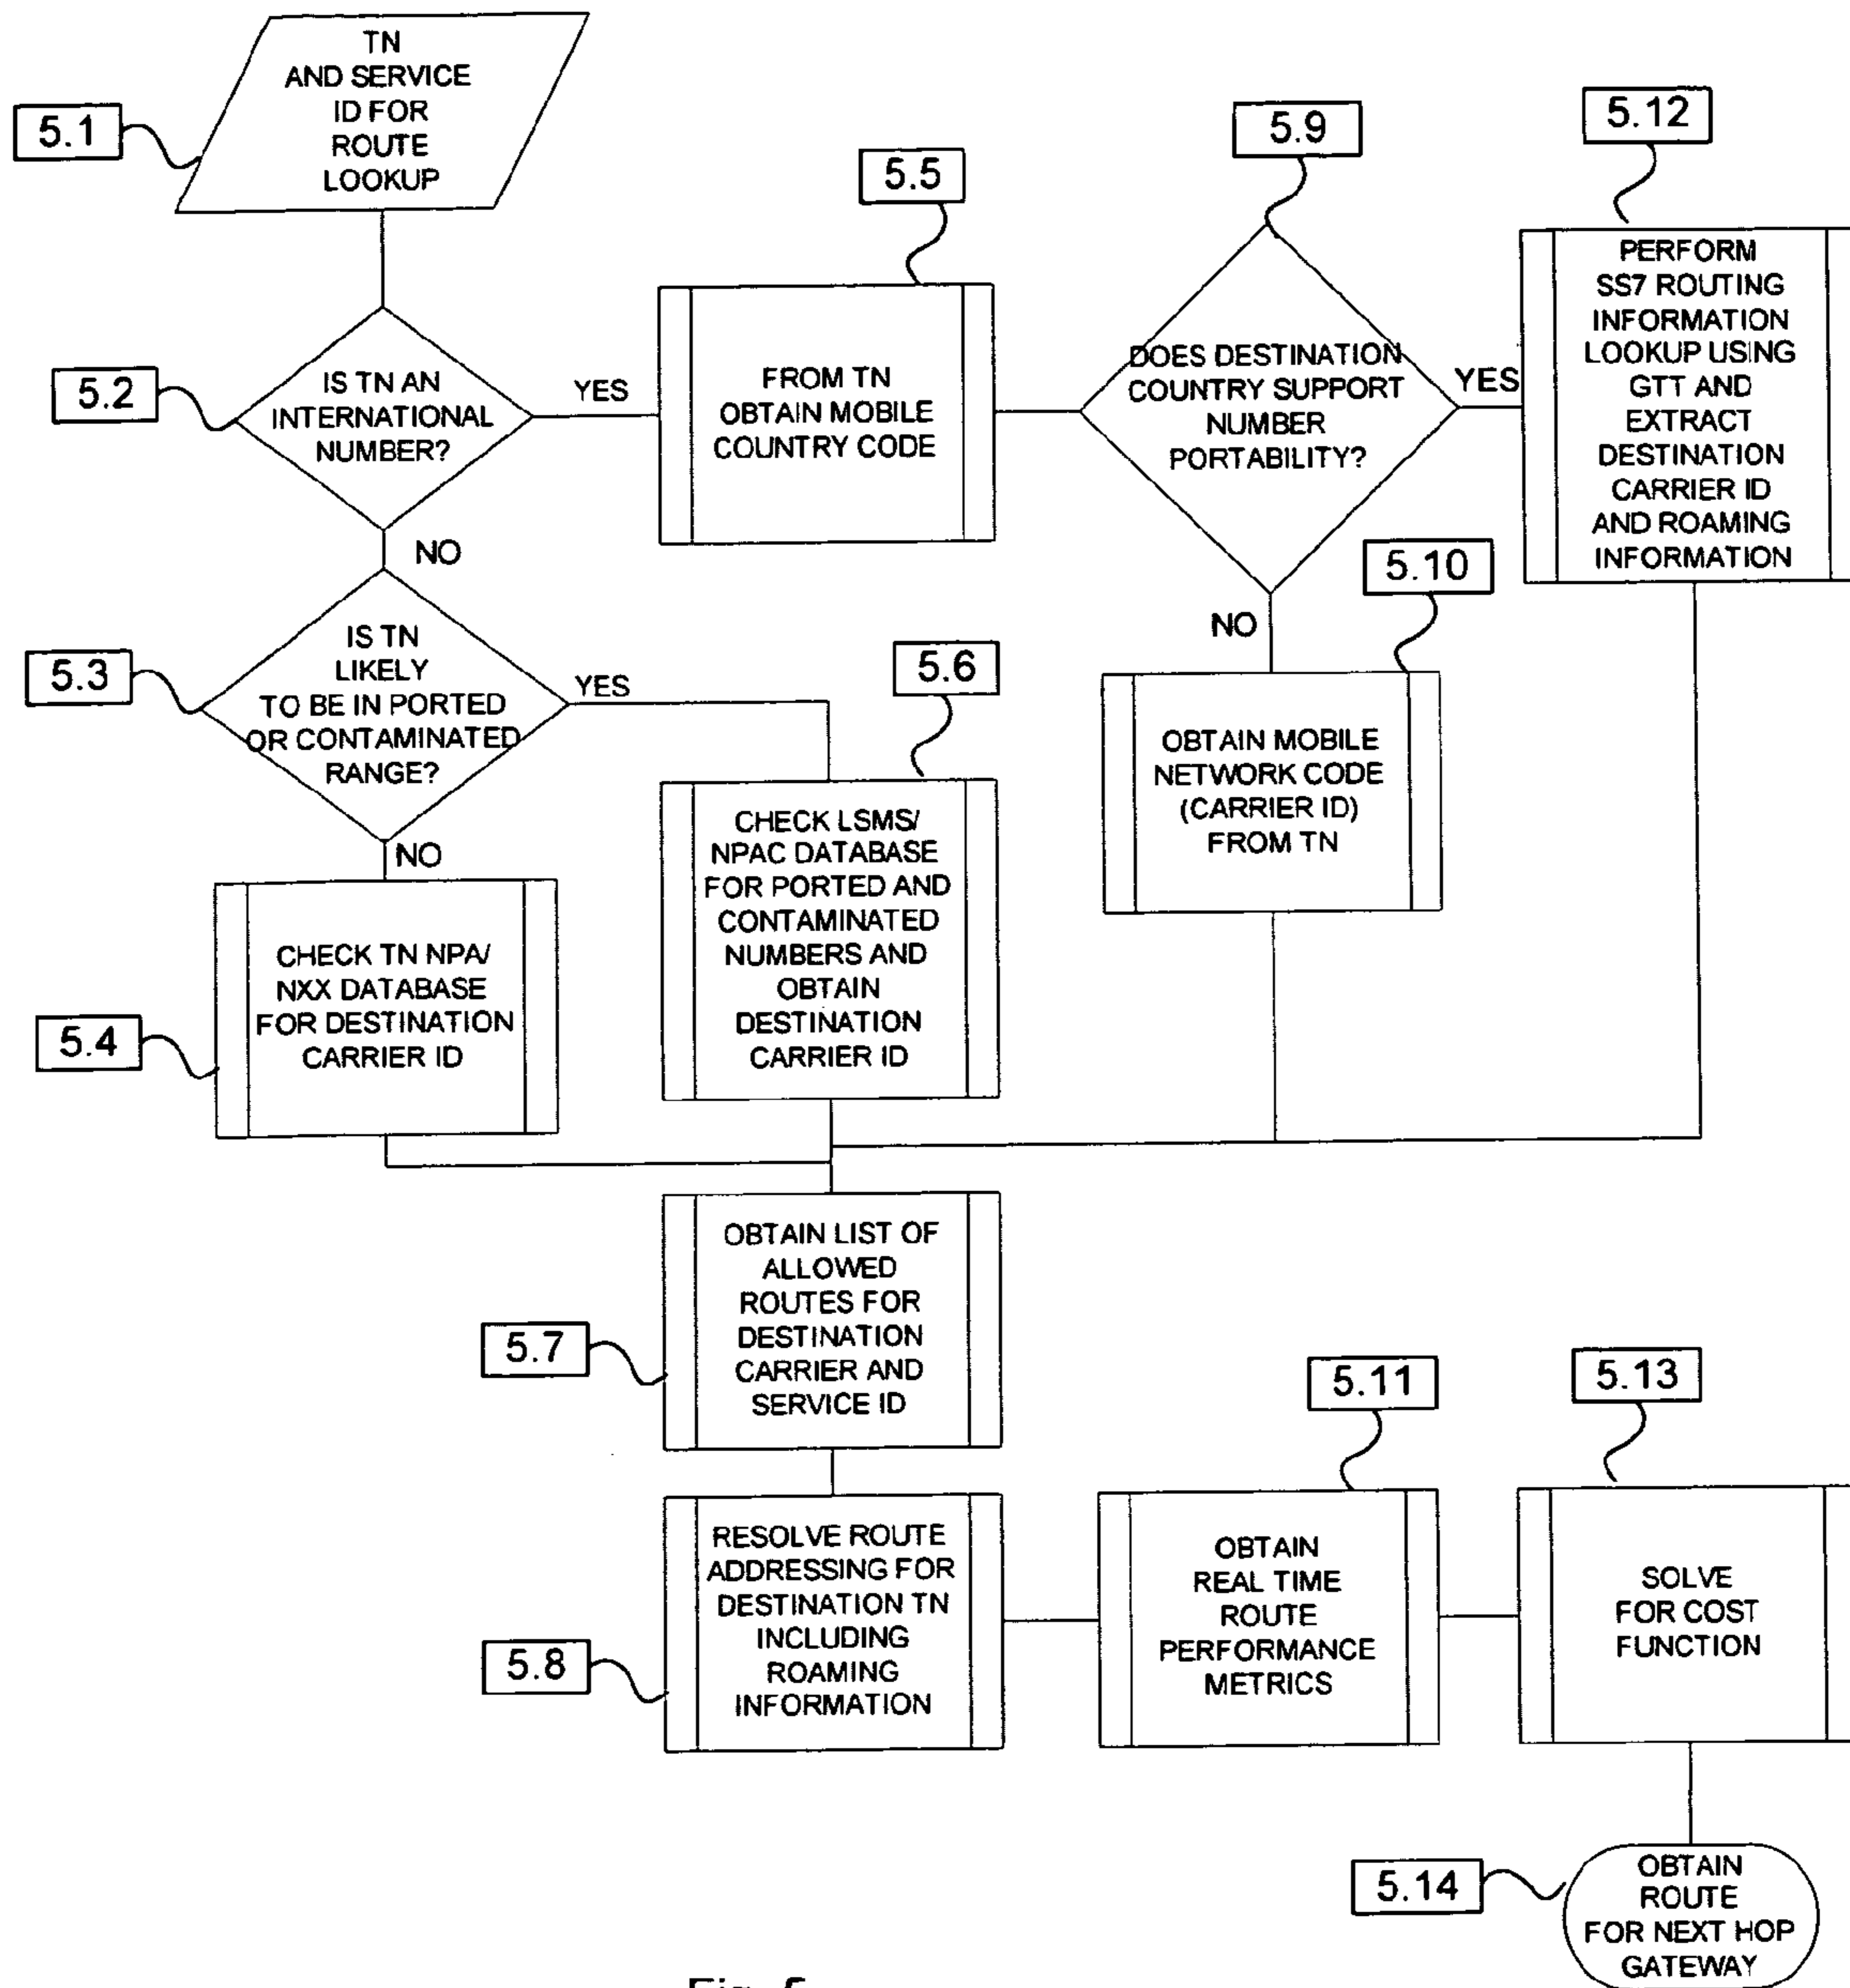 TN
AND SERVICE
ID FOR
ROUTE
LOOKUP
5.1
5.2
IS TN AN
INTERNATIONAL
NUMBER?
YES
NO
5.5
FROM TN
OBTAIN MOBILE
COUNTRY CODE
5.9
DOES DESTINATION
COUNTRY SUPPORT
NUMBER
PORTABILITY?
YES
NO
5.12
PERFORM
SS7 ROUTING
INFORMATION
LOOKUP USING
GTT AND
EXTRACT
DESTINATION
CARRIER ID
AND ROAMING
INFORMATION
5.10
OBTAIN MOBILE
NETWORK CODE
(CARRIER ID)
FROM TN
5.3
IS TN
LIKELY
TO BE IN PORTED
OR CONTAMINATED
RANGE?
YES
NO
5.6
CHECK LSMS/
NPAC DATABASE
FOR PORTED AND
CONTAMINATED
NUMBERS AND
OBTAIN
DESTINATION
CARRIER ID
5.4
CHECK TN NPA/
NXX DATABASE
FOR DESTINATION
CARRIER ID
5.7
OBTAIN LIST OF
ALLOWED
ROUTES FOR
DESTINATION
CARRIER AND
SERVICE ID
5.8
RESOLVE ROUTE
ADDRESSING FOR
DESTINATION TN
INCLUDING
ROAMING
INFORMATION
5.11
OBTAIN
REAL TIME
ROUTE
PERFORMANCE
METRICS
5.13
SOLVE
FOR COST
FUNCTION
5.14
OBTAIN
ROUTE
FOR NEXT HOP
GATEWAY